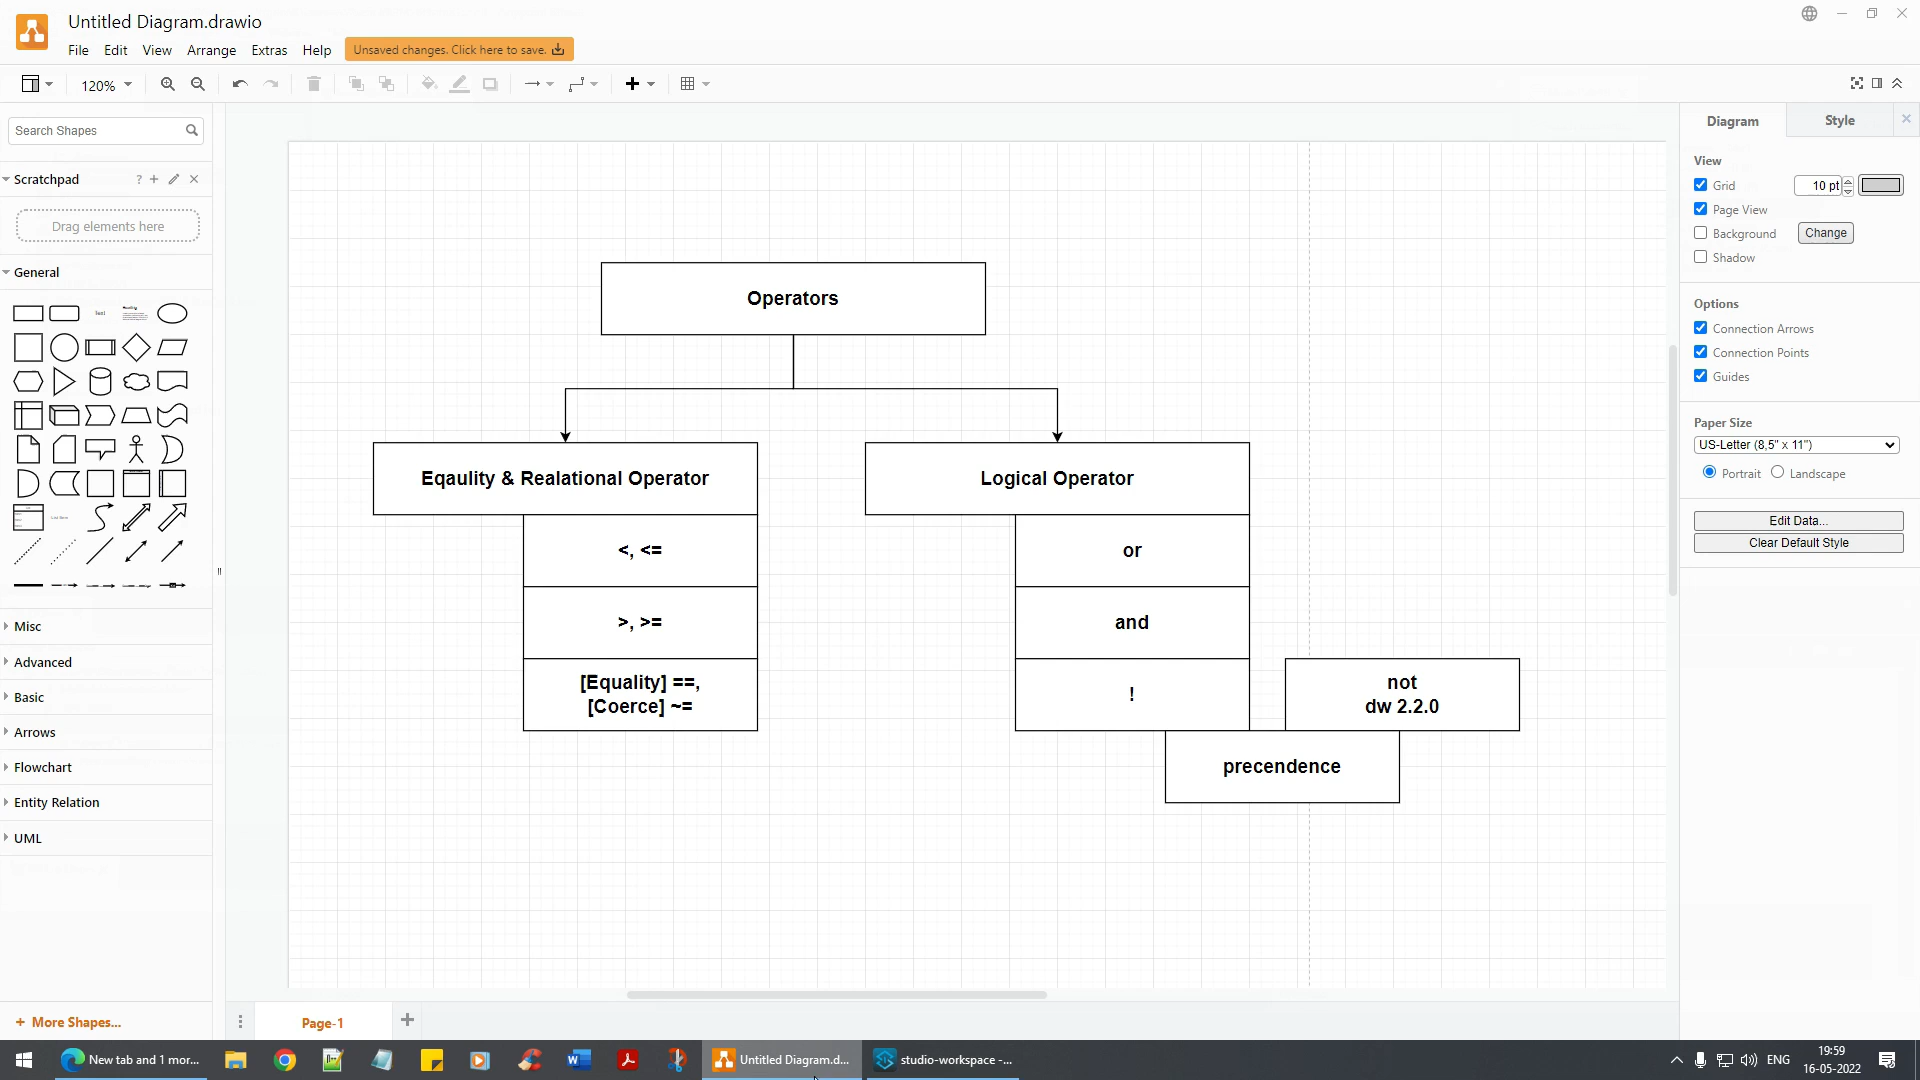 Untitled Diagram.drawio
File Edit View Arrange Extras Help Unsaved changes. Click here to save.
120%
Search Shapes
Scratchpad ?
Drag elements here
General
Text
Misc
Advanced
Basic
Arrows
Flowchart
Entity Relation
UML
+ More Shapes...
Operators
Eqaulity & Realational Operator
<, <=
>, >=
[Equality] ==,
[Coerce] ~=
Logical Operator
or
and
!
not
dw 2.2.0
precendence
Page-1
Diagram Style
View
Grid 10 pt
Page View
Background Change
Shadow
Options
Connection Arrows
Connection Points
Guides
Paper Size
US-Letter (8,5" x 11")
Portrait Landscape
Edit Data...
Clear Default Style
New tab and 1 mor...
Untitled Diagram.d...
studio-workspace -...
ENG
19:59
16-05-2022